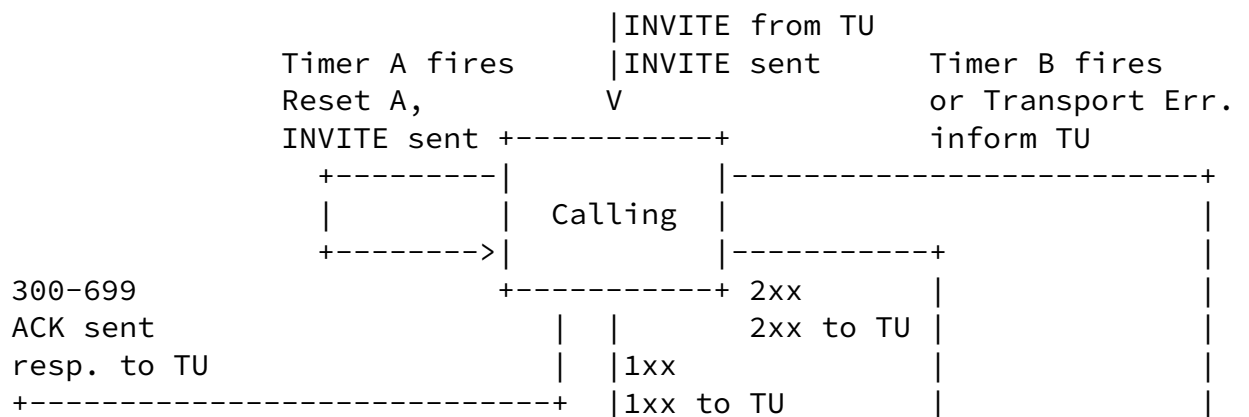 |INVITE from TU
Timer A fires |INVITE sent Timer B fires
Reset A, V or Transport Err.
INVITE sent +-----------+ inform TU
+---------| |--------------------------+
| | Calling | |
+-------->| |-----------+ |
300-699 +-----------+ 2xx | |
ACK sent | | 2xx to TU | |
resp. to TU | |1xx | |
+-----------------------------+ |1xx to TU | |